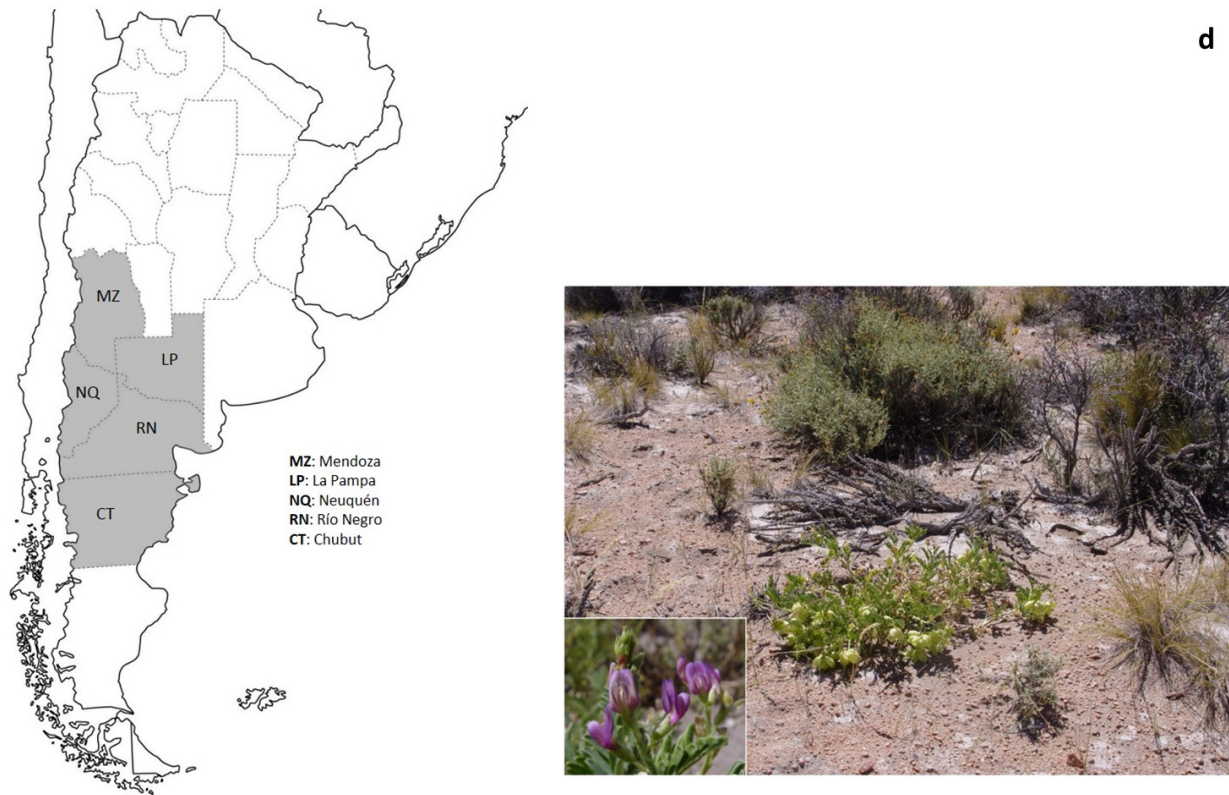 d
MZ
LP
NQ
RN
CT
MZ: Mendoza
LP: La Pampa
NQ: Neuquén
RN: Río Negro
CT: Chubut